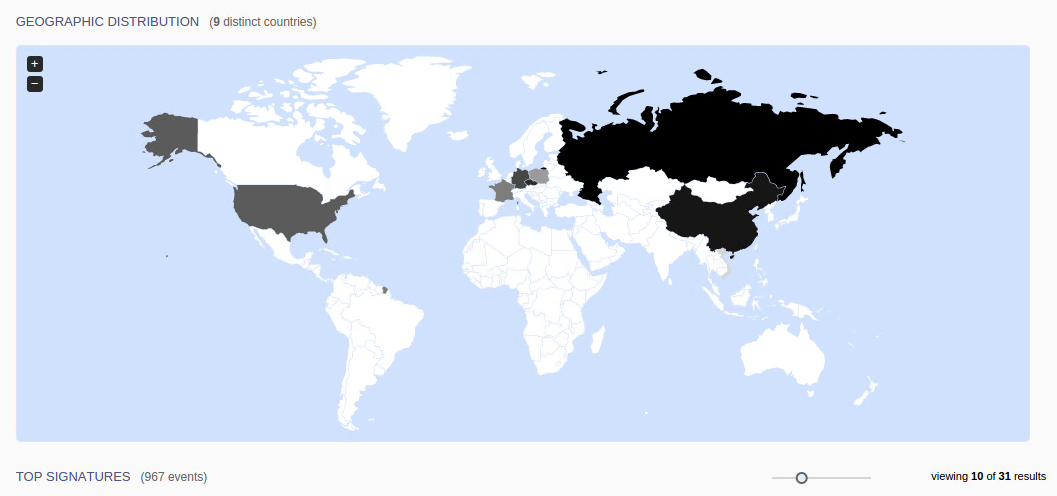 GEOGRAPHIC DISTRIBUTION (9 distinct countries)
+
−
TOP SIGNATURES (967 events)
viewing 10 of 31 results